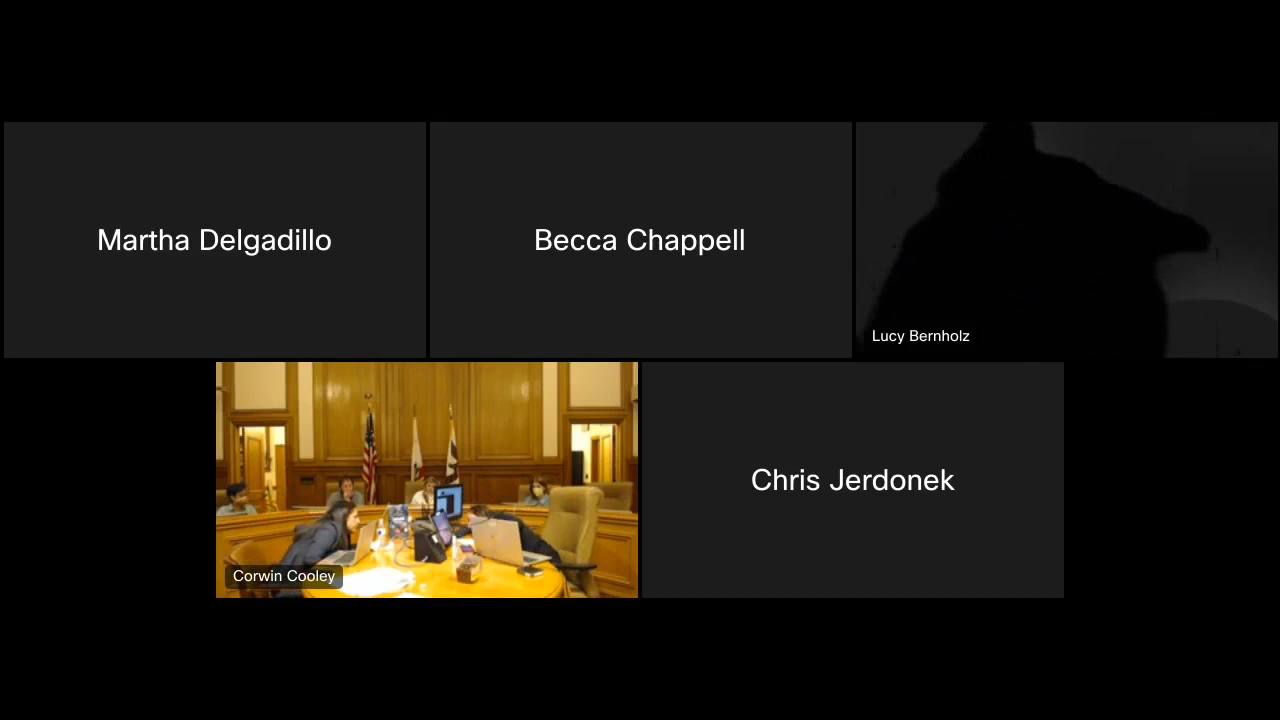 Martha Delgadillo
Becca Chappell
Lucy Bernholz
Corwin Cooley
Chris Jerdonek